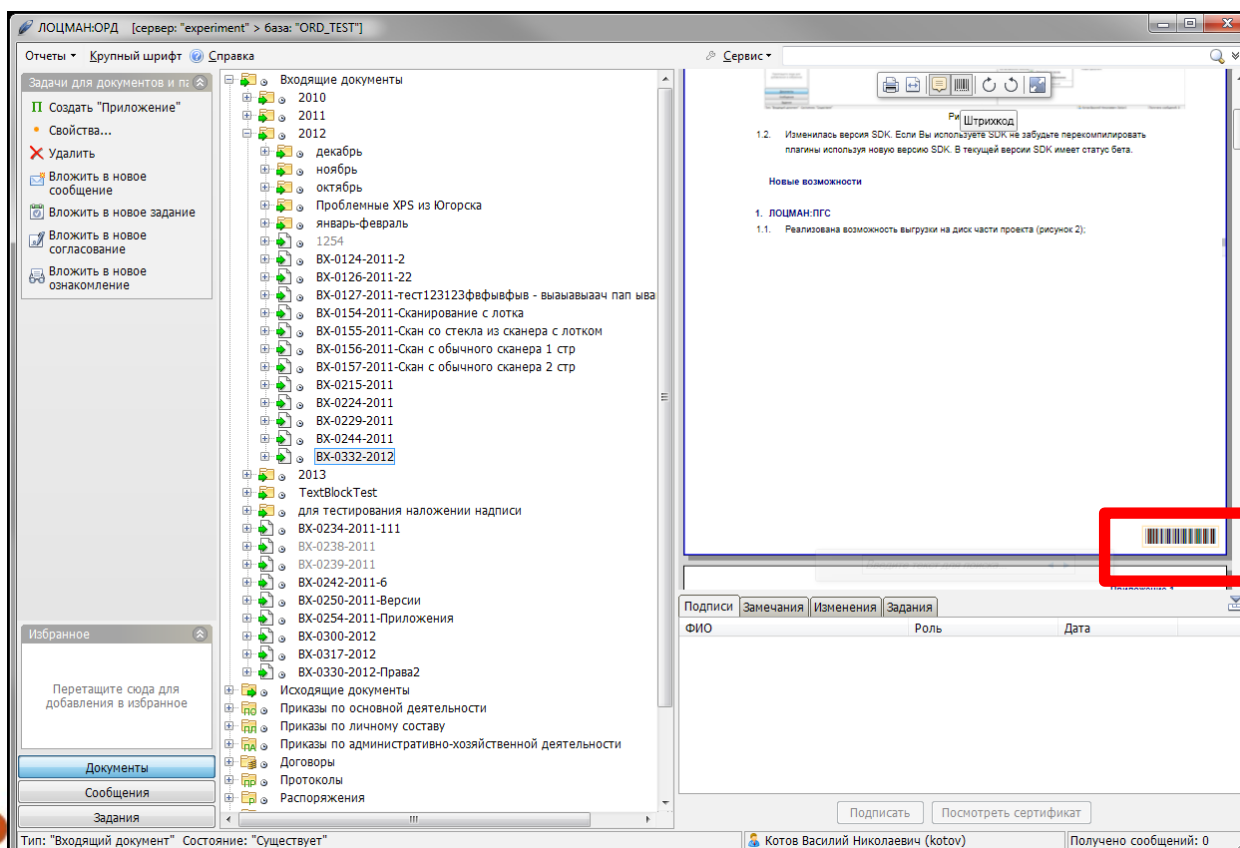 ЛОЦМАН:ОРД [сервер: "experiment" > база: "ORD_TEST"]
Отчеты Крупный шрифт Справка Сервис
Задачи для документов и па
П Создать "Приложение"
Свойства...
Удалить
Вложить в новое
сообщение
Вложить в новое задание
Вложить в новое
согласование
Вложить в новое
ознакомление
Избранное
Перетащите сюда для
добавления в избранное
Документы
Сообщения
Задания
Входящие документы
2010
2011
2012
декабрь
ноябрь
октябрь
Проблемные XPS из Югорска
январь-февраль
1254
ВХ-0124-2011-2
ВХ-0126-2011-22
ВХ-0127-2011-тест123123фвфывфыв - выаывыаач пап ыва
ВХ-0154-2011-Сканирование с лотка
ВХ-0155-2011-Скан со стекла из сканера с лотком
ВХ-0156-2011-Скан с обычного сканера 1 стр
ВХ-0157-2011-Скан с обычного сканера 2 стр
ВХ-0215-2011
ВХ-0224-2011
ВХ-0229-2011
ВХ-0244-2011
ВХ-0332-2012
2013
TextBlockTest
для тестирования наложении надписи
ВХ-0234-2011-111
ВХ-0238-2011
ВХ-0239-2011
ВХ-0242-2011-6
ВХ-0250-2011-Версии
ВХ-0254-2011-Приложения
ВХ-0300-2012
ВХ-0317-2012
ВХ-0330-2012-Права2
Исходящие документы
Приказы по основной деятельности
Приказы по личному составу
Приказы по административно-хозяйственной деятельности
Договоры
Протоколы
Распоряжения
Штрихкод
1.2. Изменилась версия SDK. Если Вы используете SDK не забудьте перекомпилировать
плагины используя новую версию SDK. В текущей версии SDK имеет статус бета.
Новые возможности
1. ЛОЦМАН:ПГС
1.1. Реализована возможность выгрузки на диск части проекта (рисунок 2):
Подписи Замечания Изменения Задания
ФИО Роль Дата
Подписать Посмотреть сертификат
Тип: "Входящий документ" Состояние: "Существует" Котов Василий Николаевич (kotov) Получено сообщений: 0